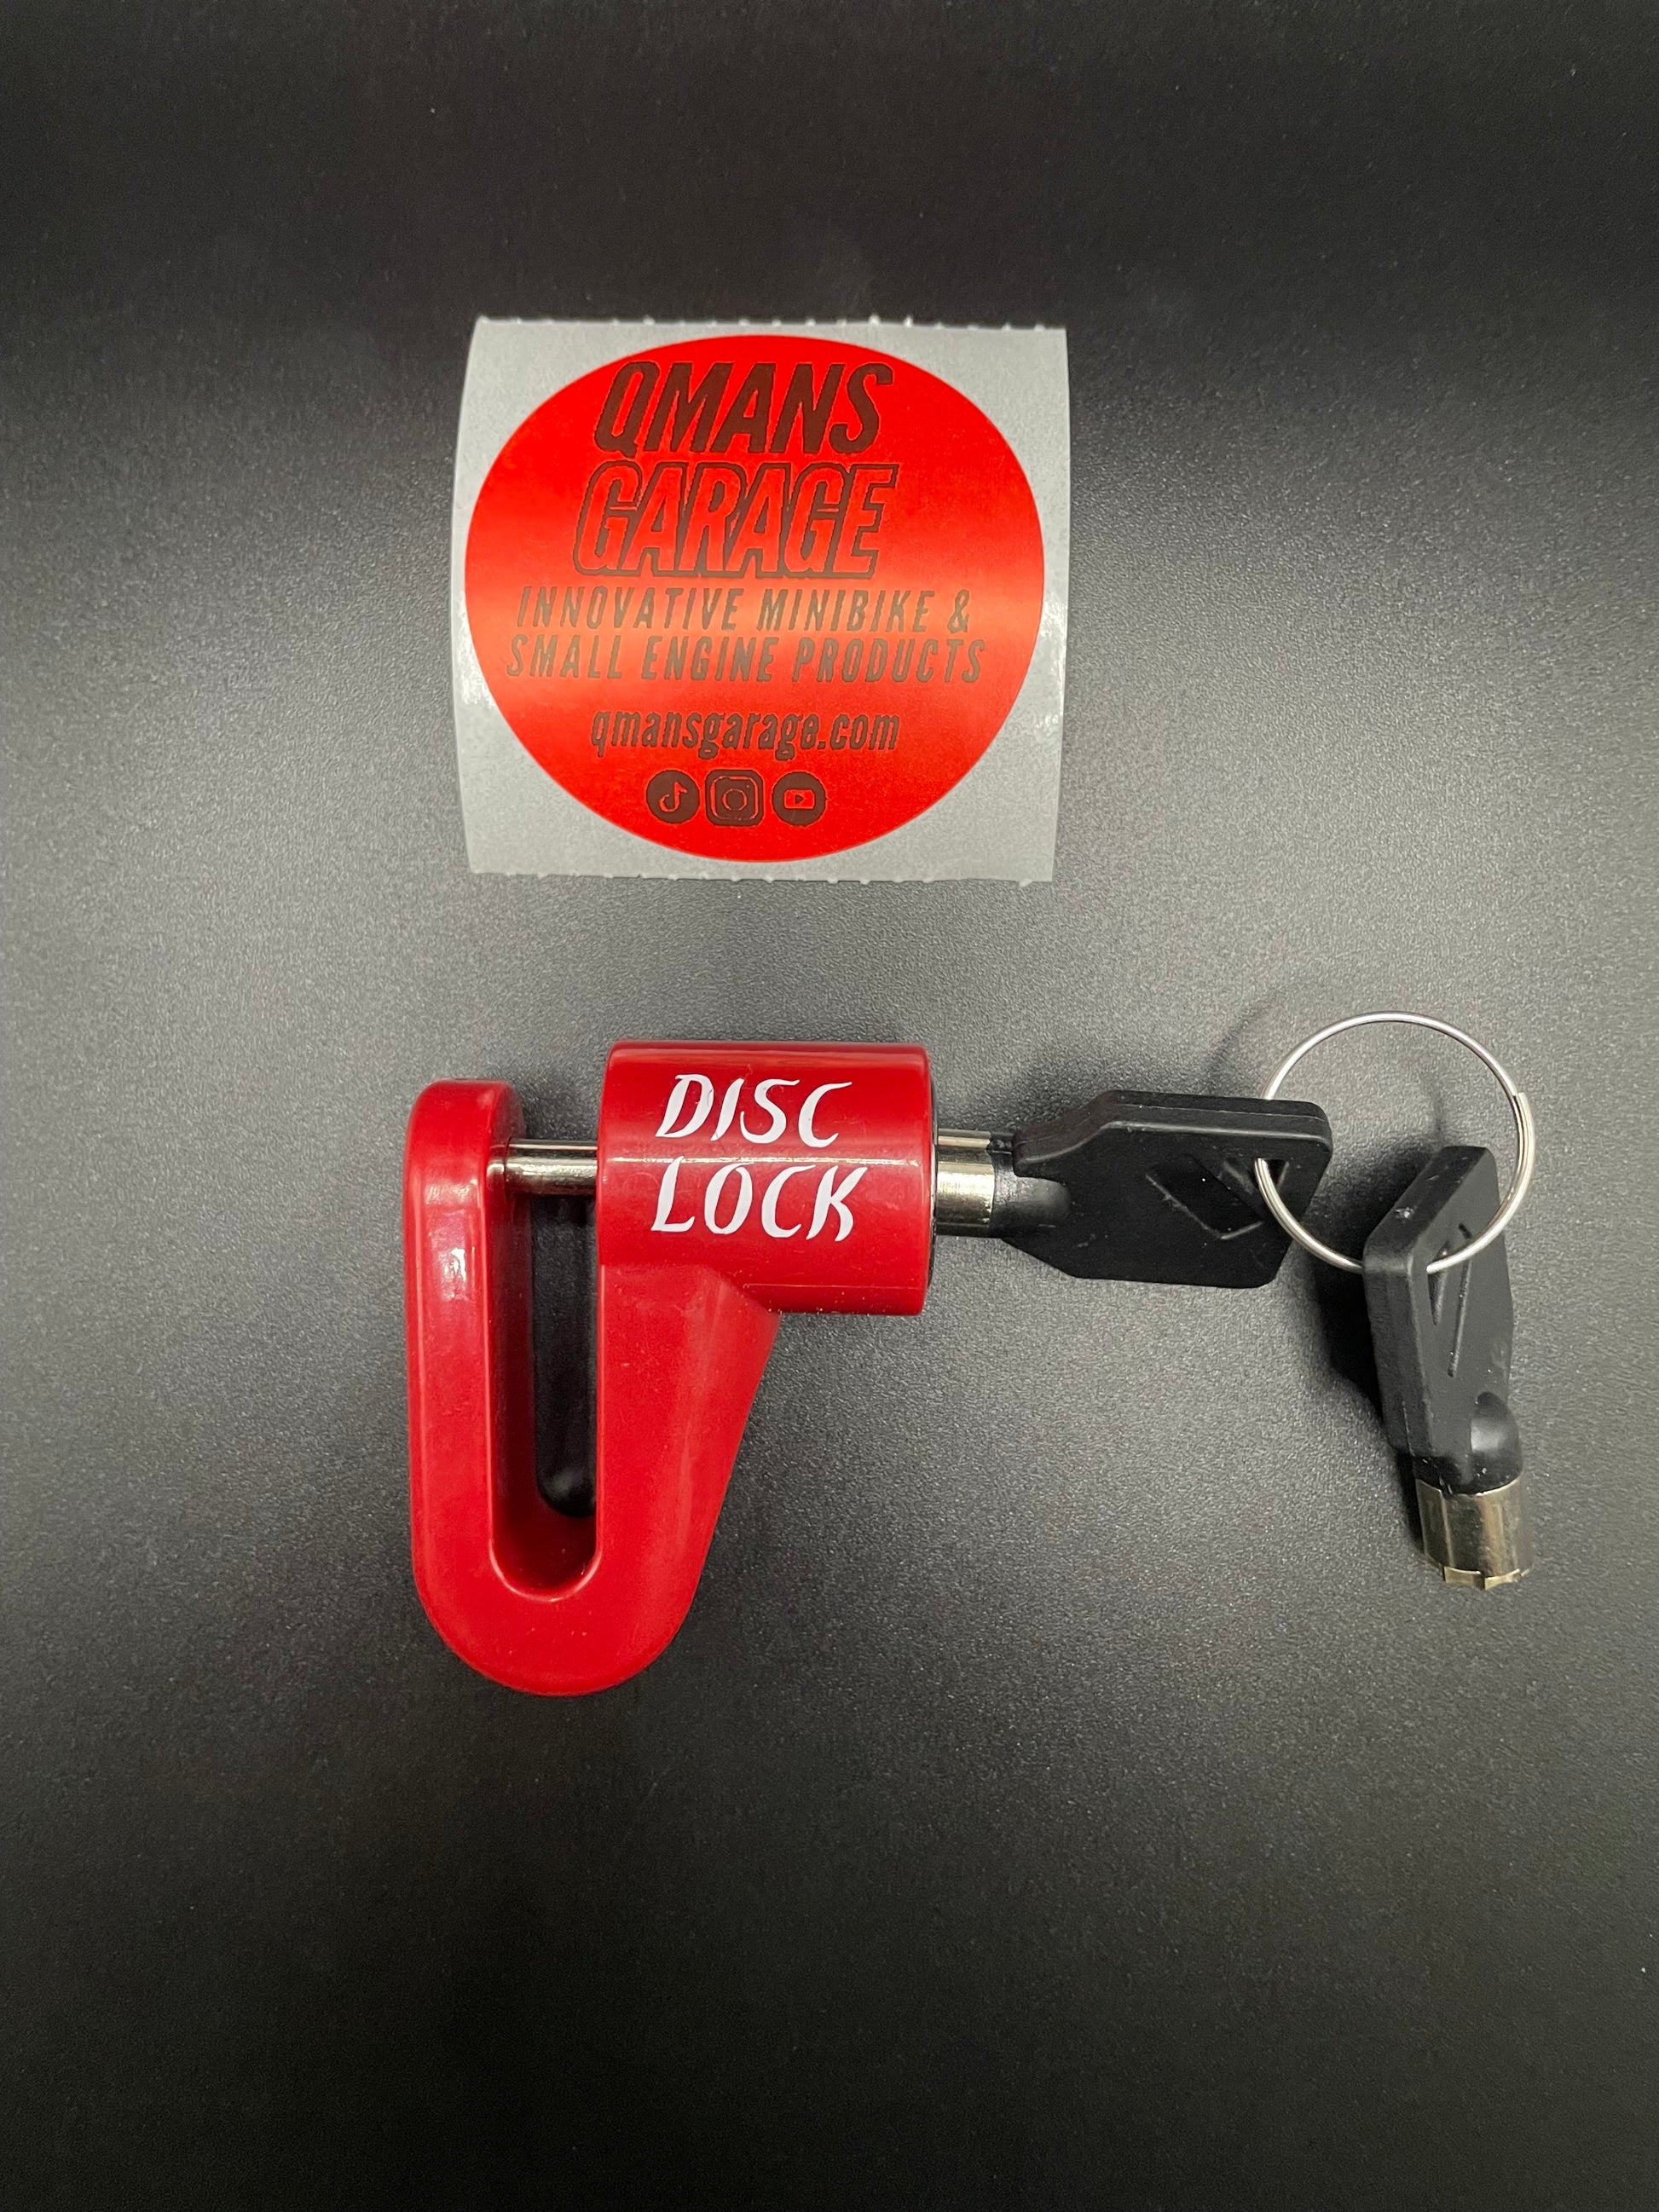 QMANS
GARAGE
INNOVATIVE MINIBIKE &
SMALL ENGINE PRODUCTS
qmansgarage.com
DISC
LOCK